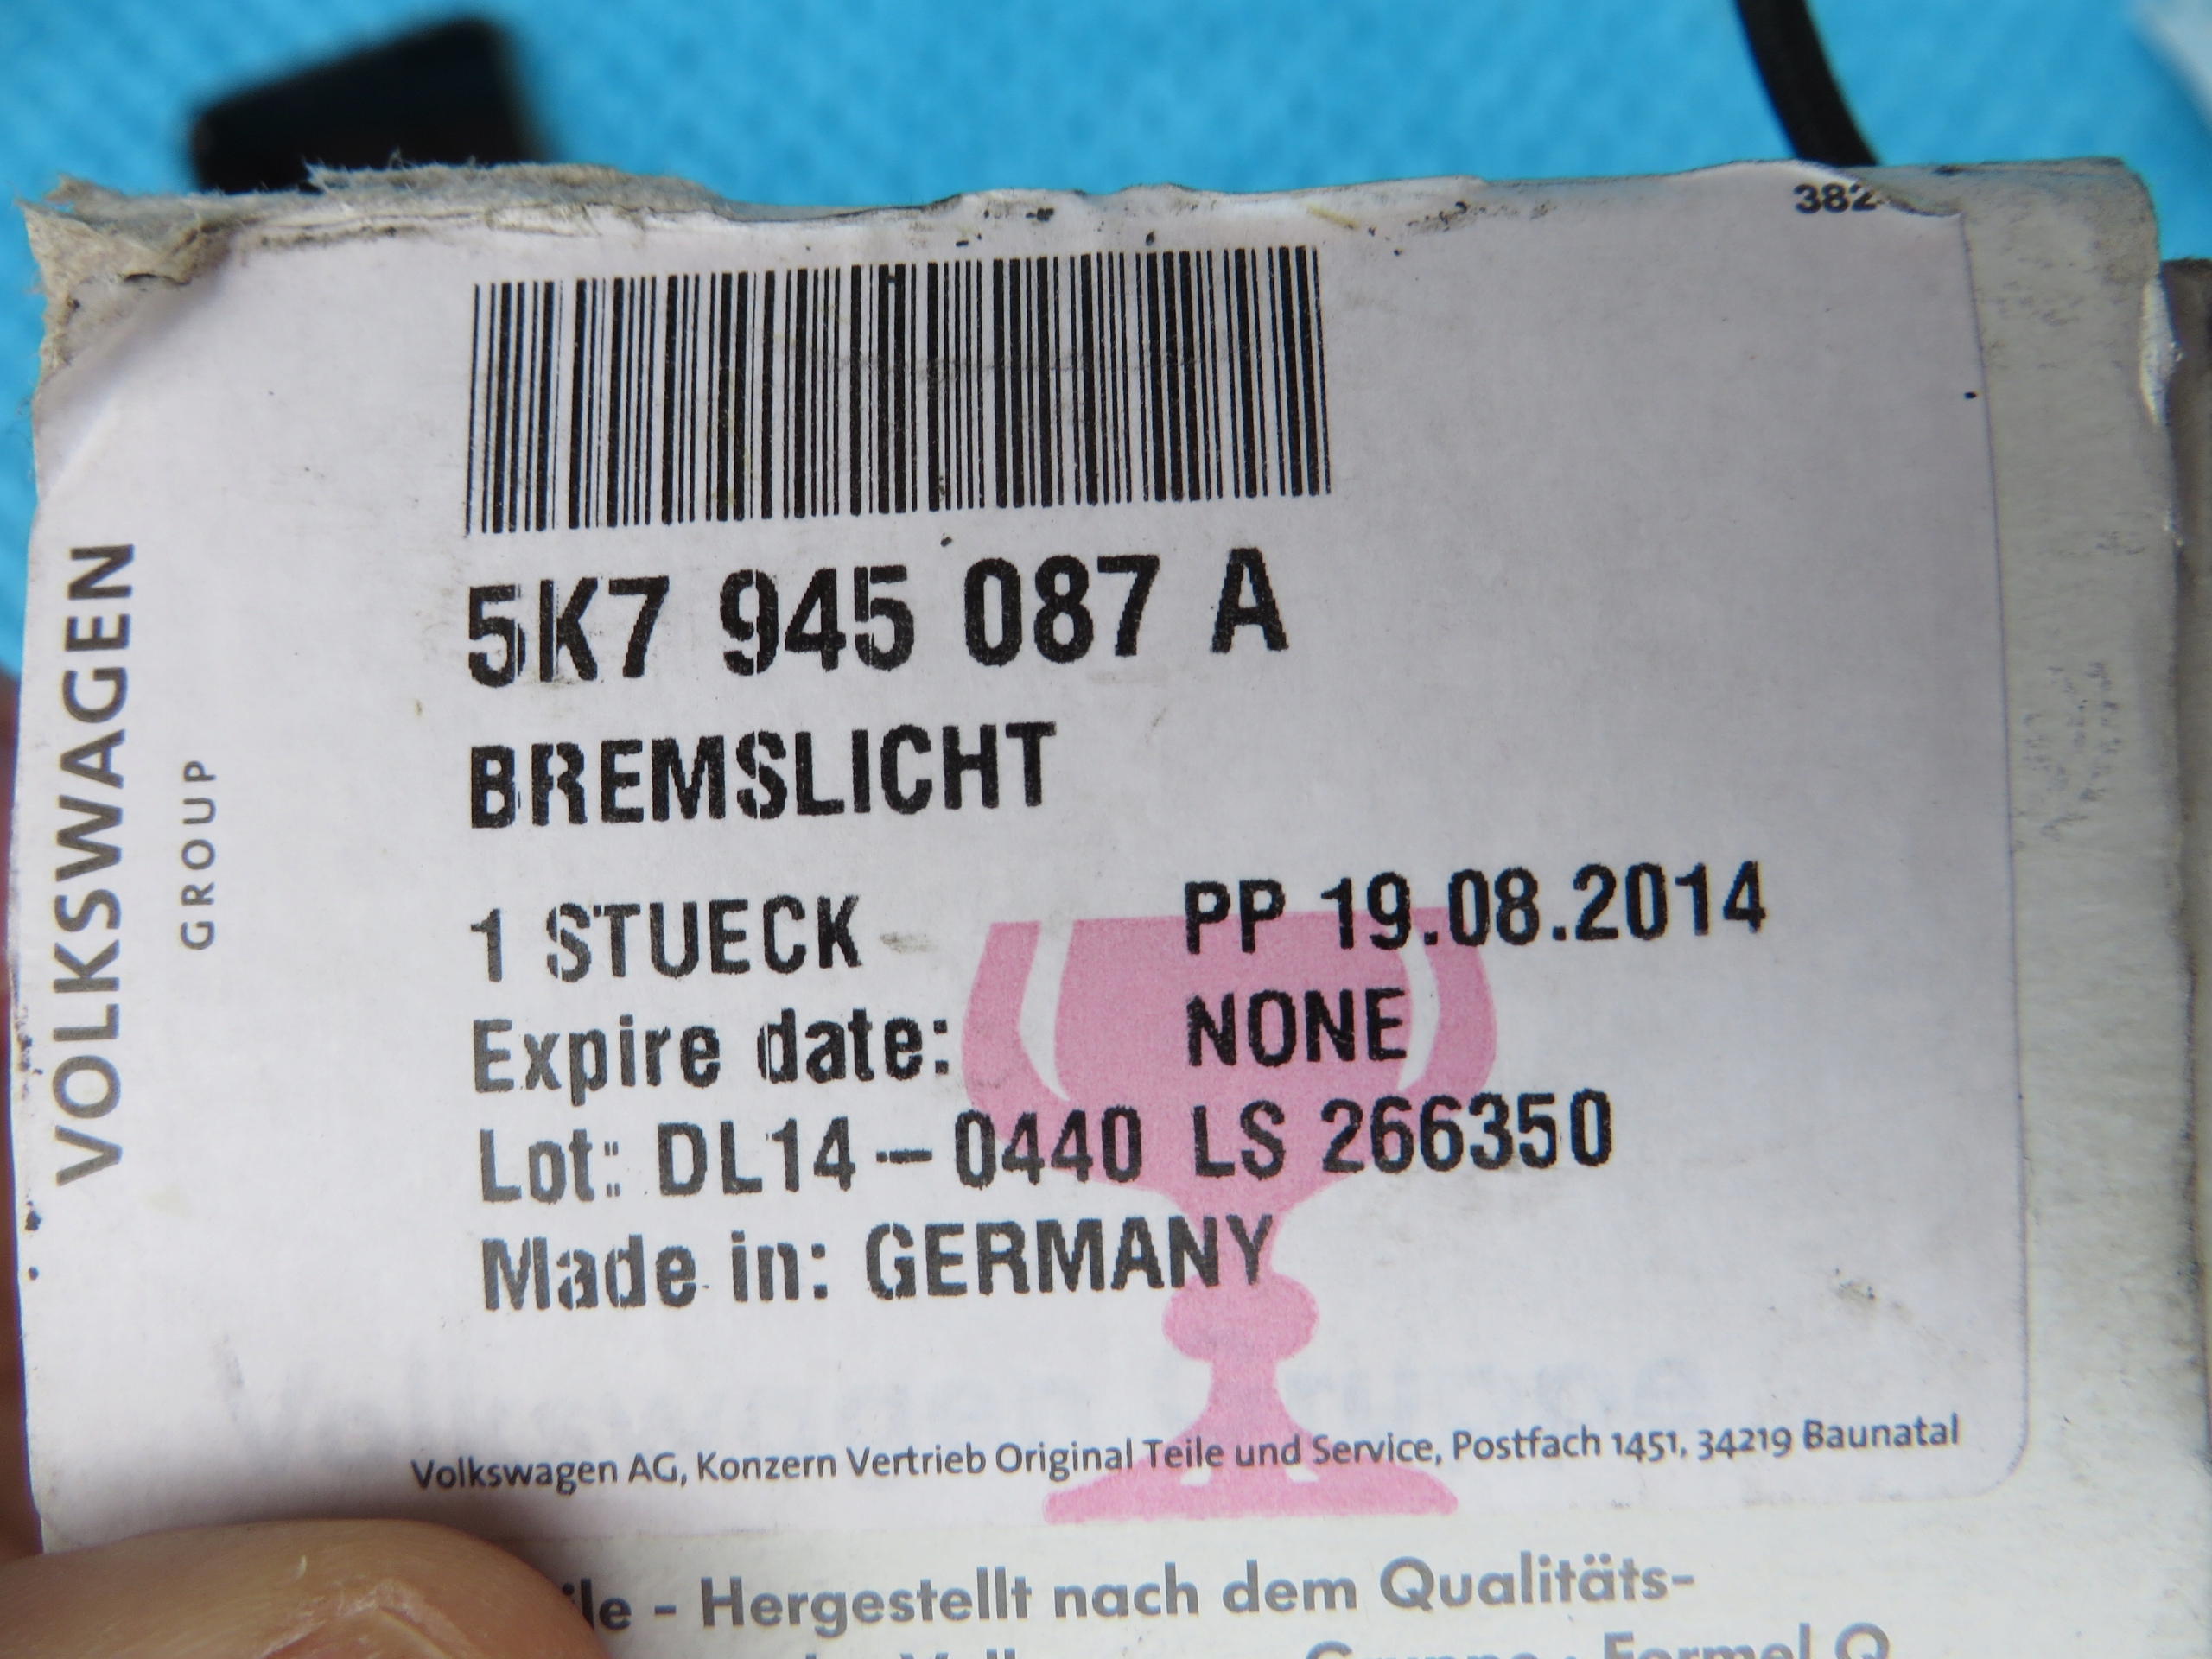 382
VOLKSWAGEN
GROUP
5K7 945 087 A
BREMSLICHT
1 STUECK PP 19.08.2014
Expire date: NONE
Lot: DL14-0440 LS 266350
Made in: GERMANY
Volkswagen AG, Konzern Vertrieb Original Teile und Service, Postfach 1451, 34219 Baunatal
- Hergestellt nach dem Qualitäts-
Formel Q